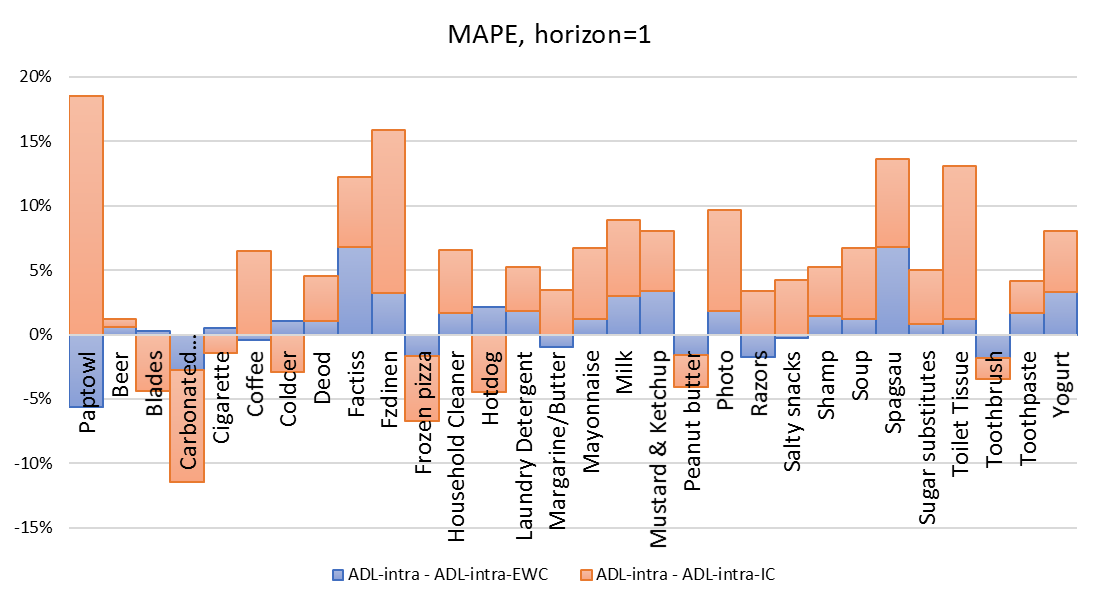 MAPE, horizon=1
20%
15%
10%
5%
0%
-5%
-10%
-15%
Paptowl
Beer
Blades
Carbonated...
Cigarette
Coffee
Coldcer
Deod
Factiss
Fzdinen
Frozen pizza
Household Cleaner
Hotdog
Laundry Detergent
Margarine/Butter
Mayonnaise
Milk
Mustard & Ketchup
Peanut butter
Photo
Razors
Salty snacks
Shamp
Soup
Spagsau
Sugar substitutes
Toilet Tissue
Toothbrush
Toothpaste
Yogurt
ADL-intra - ADL-intra-EWC
ADL-intra - ADL-intra-IC